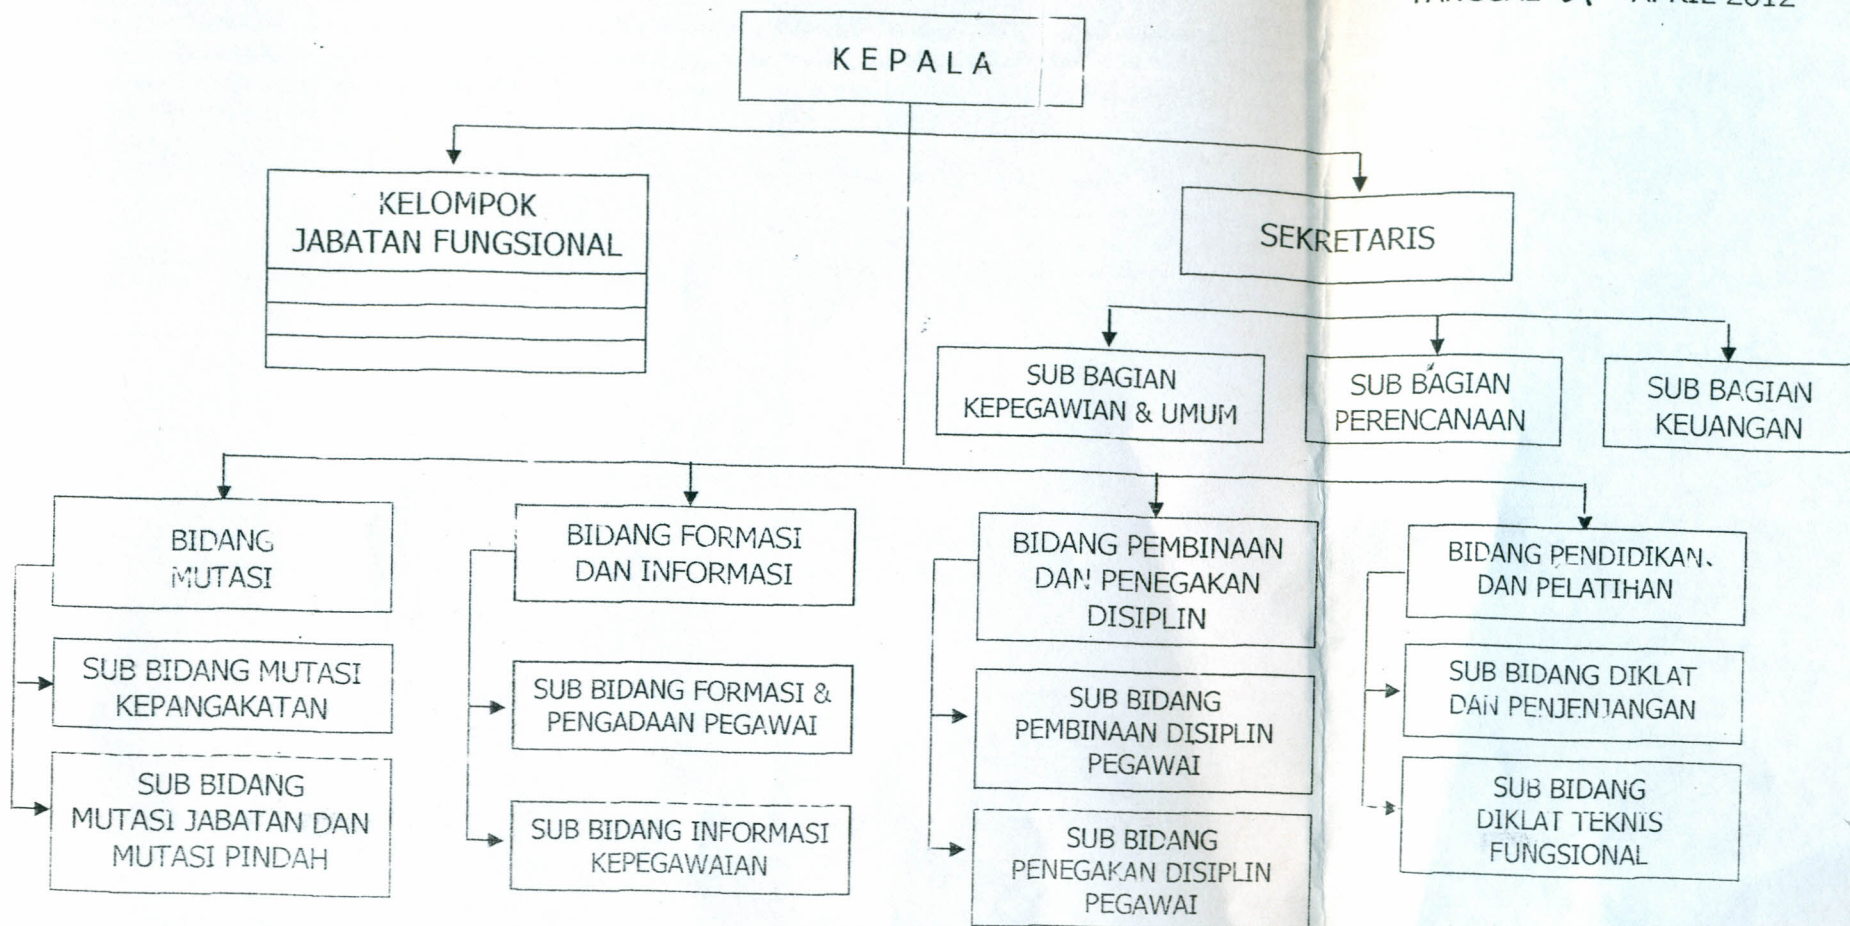 APRIL 2012
KEPALA
KELOMPOK
JABATAN FUNGSIONAL
SEKRETARIS
SUB BAGIAN
KEPEGAWIAN & UMUM
SUB BAGIAN
PERENCANAAN
SUB BAGIAN
KEUANGAN
BIDANG
MUTASI
BIDANG FORMASI
DAN INFORMASI
BIDANG PEMBINAAN
DAN PENEGAKAN
DISIPLIN
BIDANG PENDIDIKAN
DAN PELATIHAN
SUB BIDANG MUTASI
KEPANGAKATAN
SUB BIDANG FORMASI &
PENGADAAN PEGAWAI
SUB BIDANG
PEMBINAAN DISIPLIN
PEGAWAI
SUB BIDANG DIKLAT
DAN PENJENJANGAN
SUB BIDANG
MUTASI JABATAN DAN
MUTASI PINDAH
SUB BIDANG INFORMASI
KEPEGAWAIAN
SUB BIDANG
PENEGAKAN DISIPLIN
PEGAWAI
SUB BIDANG
DIKLAT TEKNIS
FUNGSIONAL